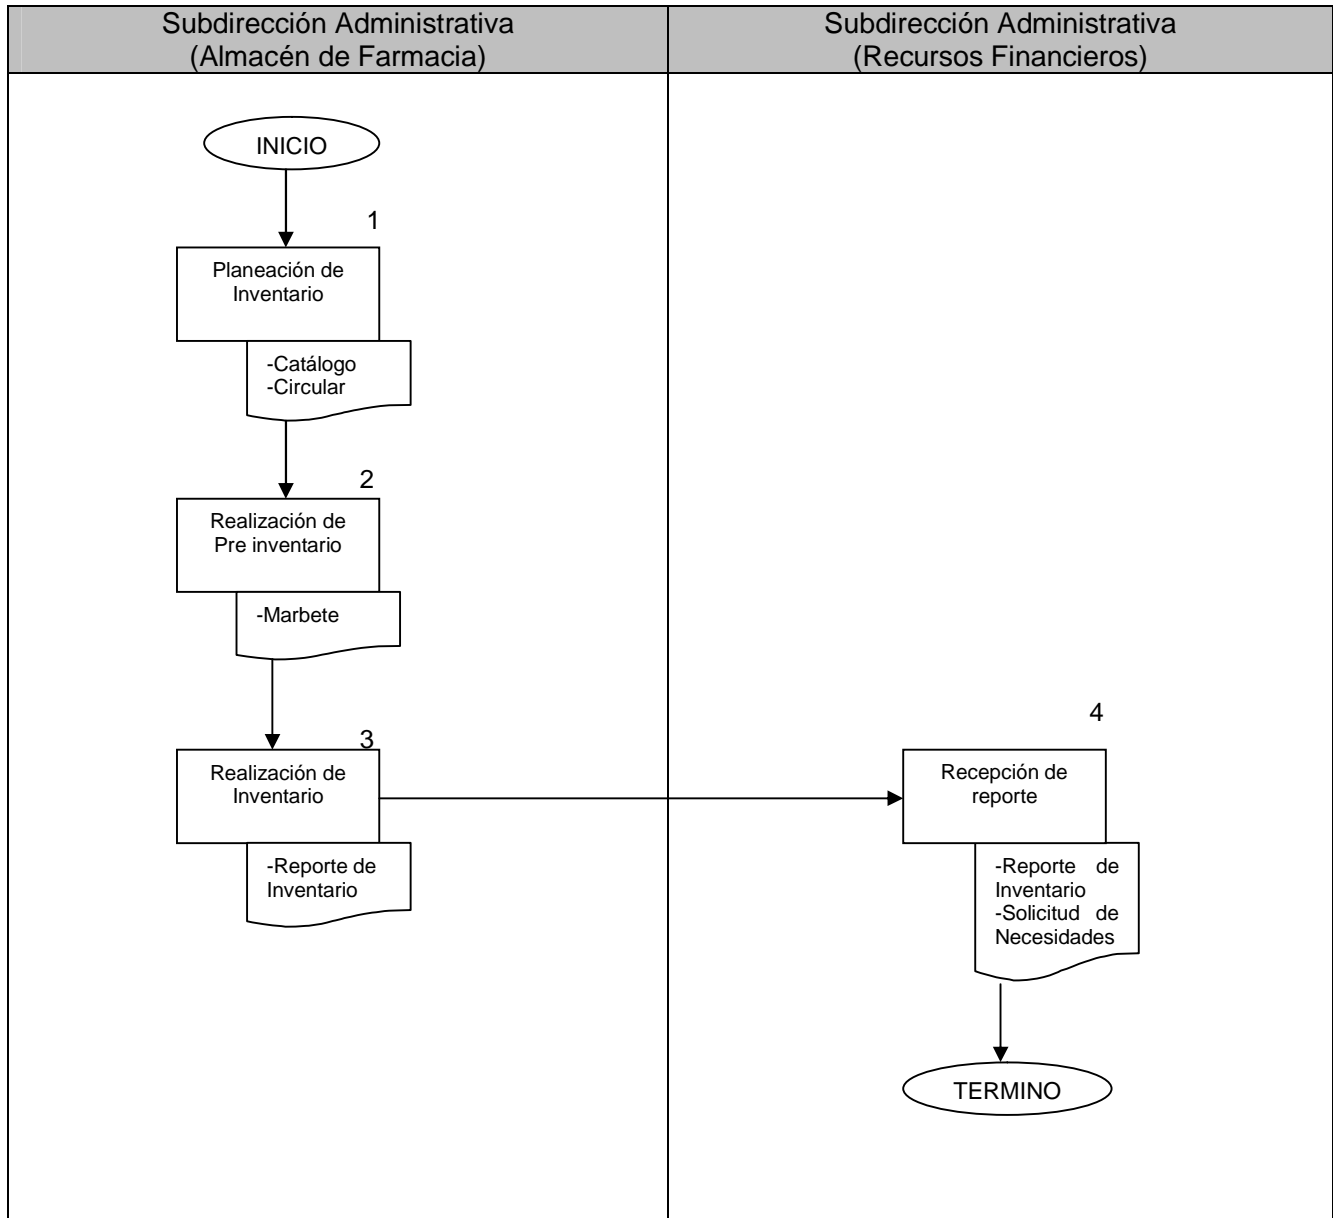 Subdirección Administrativa
(Almacén de Farmacia)
Subdirección Administrativa
(Recursos Financieros)
INICIO
1
Planeación de
Inventario
-Catálogo
-Circular
2
Realización de
Pre inventario
-Marbete
3
Realización de
Inventario
-Reporte de
Inventario
4
Recepción de
reporte
-Reporte de
Inventario
-Solicitud de
Necesidades
TERMINO